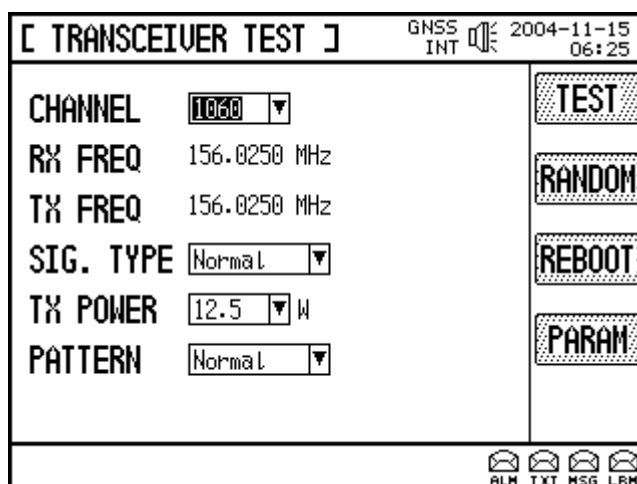 [ TRANSCEIVER TEST ] GNSS INT 2004-11-15 06:25
CHANNEL 1060
RX FREQ 156.0250 MHz
TX FREQ 156.0250 MHz
SIG. TYPE Normal
TX POWER 12.5 W
PATTERN Normal
TEST
RANDOM
REBOOT
PARAM
ALM TXT MSG LRM